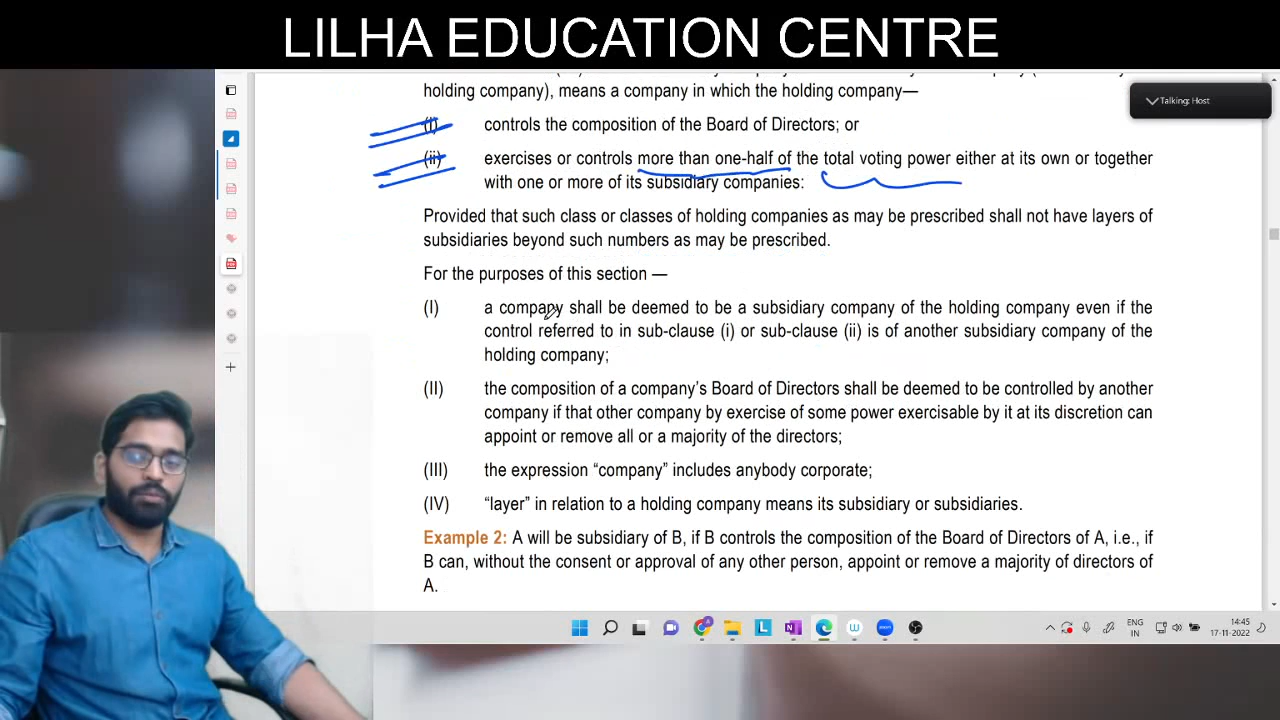 LILHA EDUCATION CENTRE
holding company), means a company in which the holding company—
Talking: Host
(i) controls the composition of the Board of Directors; or
(ii) exercises or controls more than one-half of the total voting power either at its own or together
with one or more of its subsidiary companies:
Provided that such class or classes of holding companies as may be prescribed shall not have layers of
subsidiaries beyond such numbers as may be prescribed.
For the purposes of this section —
(I) a company shall be deemed to be a subsidiary company of the holding company even if the
control referred to in sub-clause (i) or sub-clause (ii) is of another subsidiary company of the
holding company;
(II) the composition of a company's Board of Directors shall be deemed to be controlled by another
company if that other company by exercise of some power exercisable by it at its discretion can
appoint or remove all or a majority of the directors;
(III) the expression “company” includes anybody corporate;
(IV) “layer” in relation to a holding company means its subsidiary or subsidiaries.
Example 2: A will be subsidiary of B, if B controls the composition of the Board of Directors of A, i.e., if
B can, without the consent or approval of any other person, appoint or remove a majority of directors of
A.
ENG
IN
14:45
17-11-2022